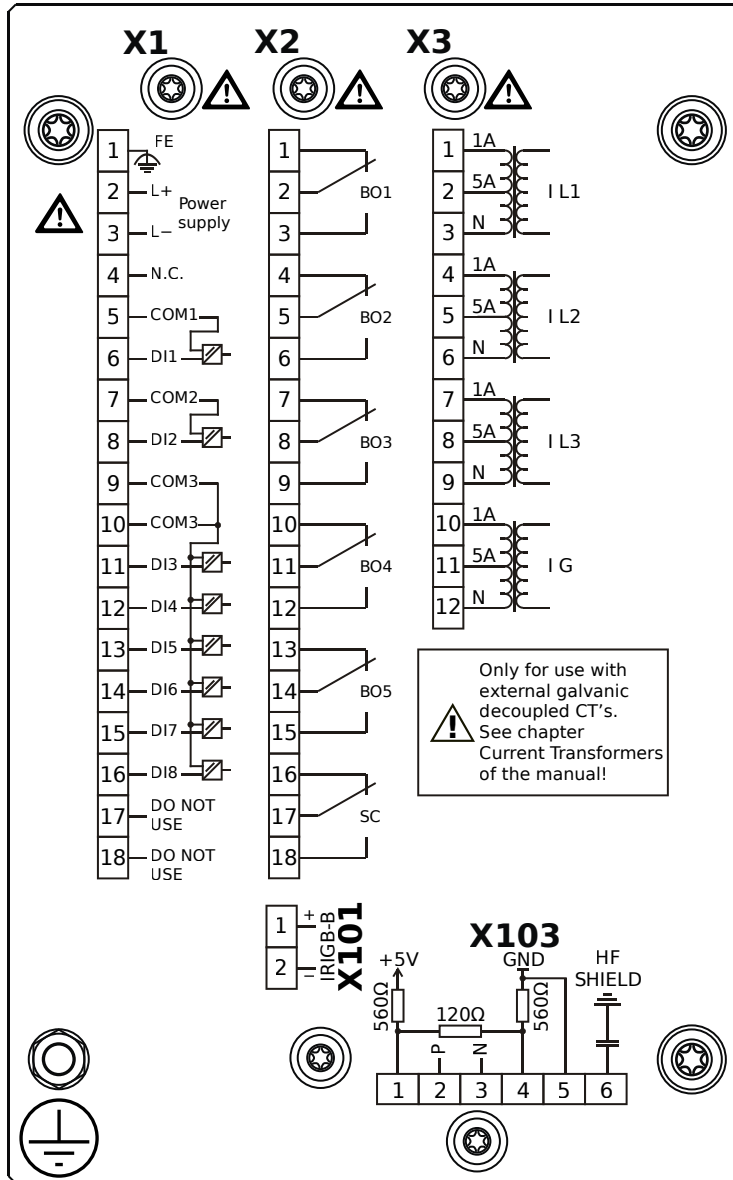 X1
X2
X3
1 FE
2 L+
3 L−
Power
supply
4 N.C.
5 COM1
6 DI1
7 COM2
8 DI2
9 COM3
10 COM3
11 DI3
12 DI4
13 DI5
14 DI6
15 DI7
16 DI8
17 DO NOT
USE
18 DO NOT
USE
1
2 BO1
3
4
5 BO2
6
7
8 BO3
9
10
11 BO4
12
13
14 BO5
15
16
17 SC
18
1 1A
2 5A I L1
3 N
4 1A
5 5A I L2
6 N
7 1A
8 5A I L3
9 N
10 1A
11 5A I G
12 N
!
Only for use with
external galvanic
decoupled CT's.
See chapter
Current Transformers
of the manual!
1 +
2 −
IRIGB-B
X101
X103
+5V
GND
HF
SHIELD
560Ω
120Ω
560Ω
P
N
1 2 3 4 5 6